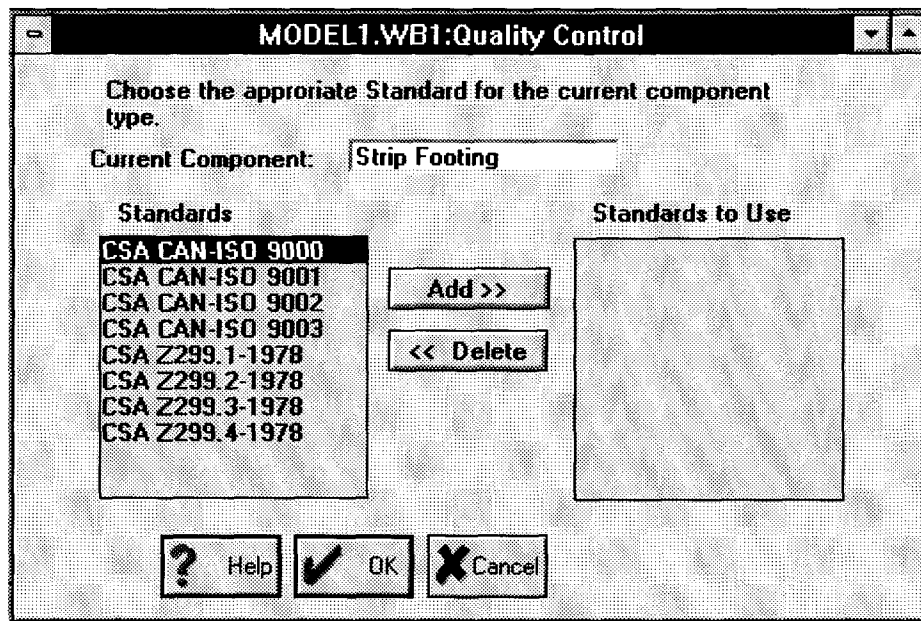 MODEL1.WB1:Quality Control
Choose the approriate Standard for the current component
type.
Current Component: Strip Footing
Standards
Standards to Use
CSA CAN-ISO 9000
CSA CAN-ISO 9001
CSA CAN-ISO 9002
CSA CAN-ISO 9003
CSA Z299.1-1978
CSA Z299.2-1978
CSA Z299.3-1978
CSA Z299.4-1978
Add >>
<< Delete
? Help
OK
Cancel